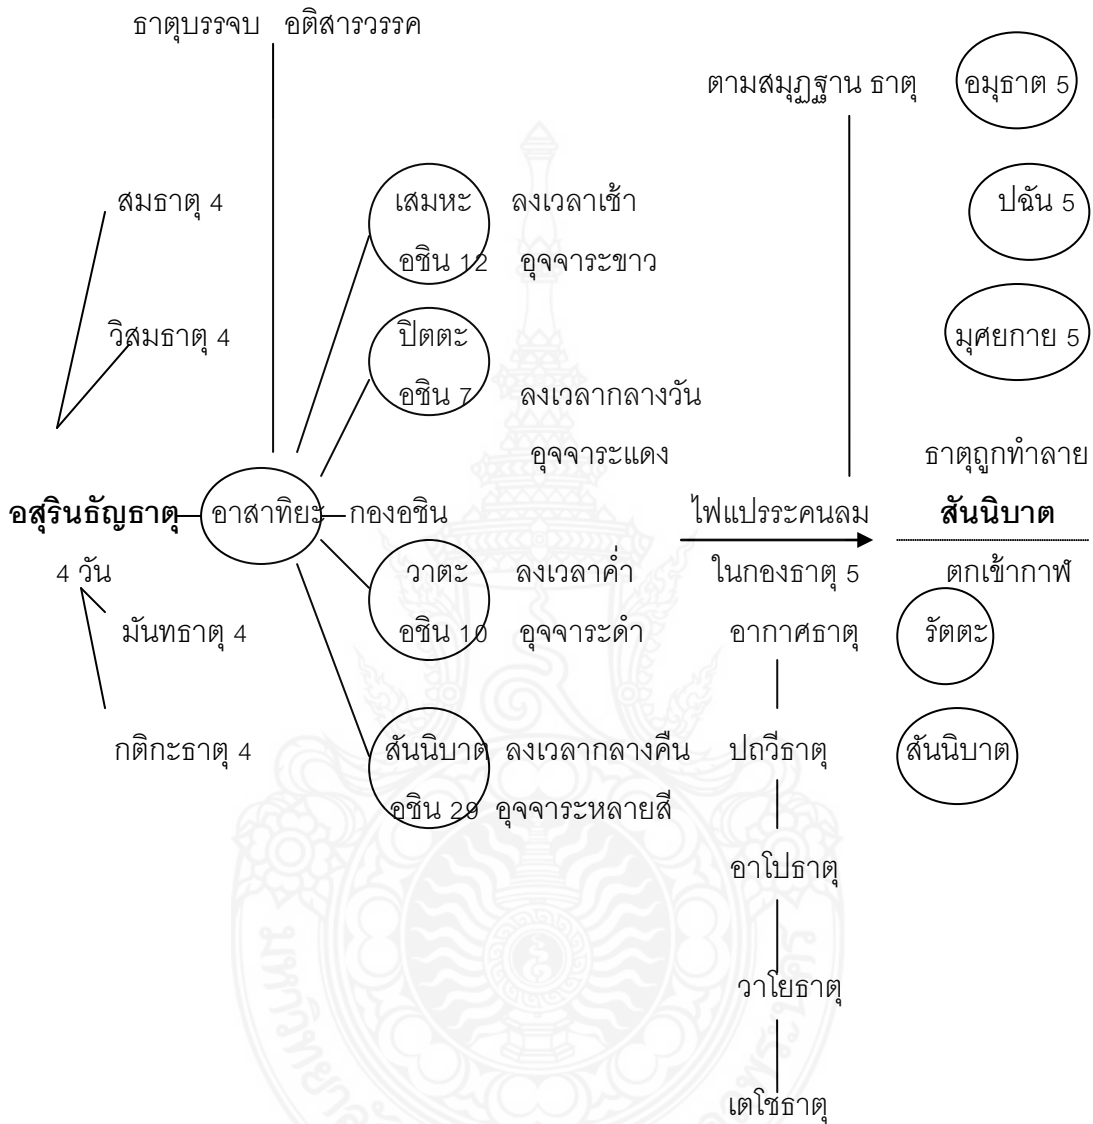 ธาตุบรรจบ อติสารวรรค
ตามสมุฏฐาน ธาตุ อมุธาต 5
สมธาตุ 4 เสมหะ ลงเวลาเช้า ปฉัน 5
อชิน 12 อุจจาระขาว
วิสมธาตุ 4 ปิตตะ มุศยกาย 5
อชิน 7 ลงเวลากลางวัน
อุจจาระแดง ธาตุถูกทำลาย
อสุรินธัญธาตุ อาสาทิยะ กองอชิน ไฟแปรระคนลม สันนิบาต
4 วัน วาตะ ลงเวลาค่ำ ในกองธาตุ 5 ตกเข้ากาฬ
มันทธาตุ 4 อชิน 10 อุจจาระดำ อากาศธาตุ รัตตะ
กติกะธาตุ 4 สันนิบาต ลงเวลากลางคืน ปถวีธาตุ สันนิบาต
อชิน 29 อุจจาระหลายสี
อาโปธาตุ
วาโยธาตุ
เตโชธาตุ